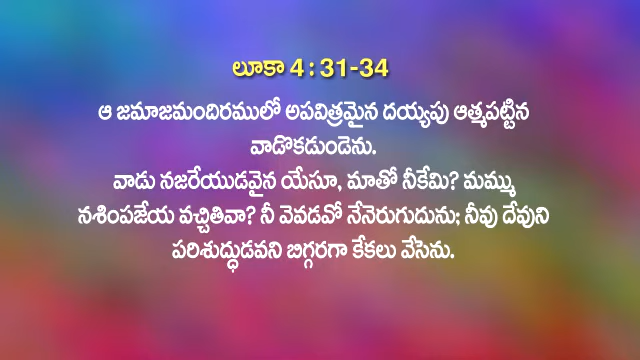 లూకా 4 : 31-34
ఆ జమాజమందిరములో అపవిత్రమైన దయ్యపు ఆత్మపట్టిన
వాడొకడుండెను.
వాడు నజరేయుడవైన యేసూ, మాతో నీకేమి? మమ్ము
నశింపజేయ వచ్చితివా? నీ వెవడవో నేనెరుగుదును; నీవు దేవుని
పరిశుద్ధుడవని బిగ్గరగా కేకలు వేసెను.